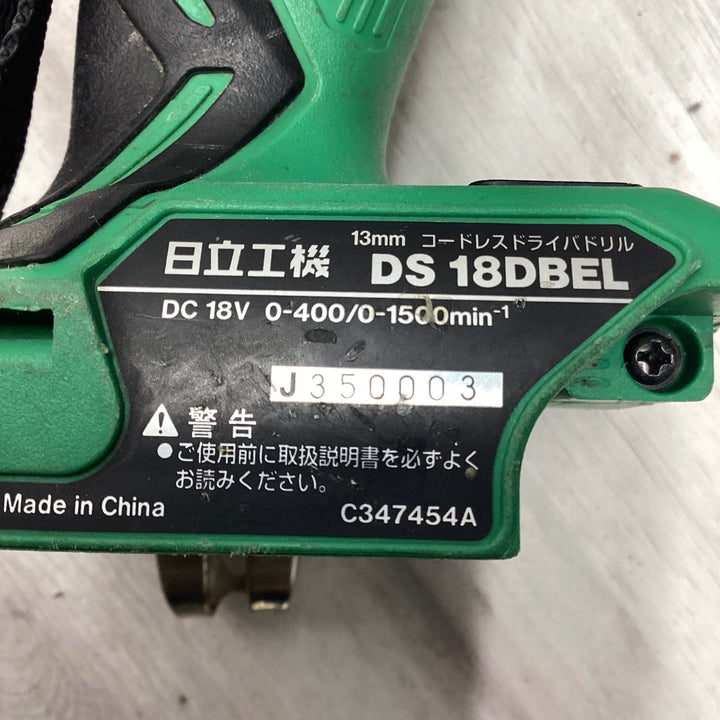 13mm コードレスドライバドリル
日立工機 DS 18DBEL
DC 18V 0-400/0-1500min⁻¹
J350003
警告
●ご使用前に取扱説明書を必ずよく
お読みください。
Made in China
C347454A